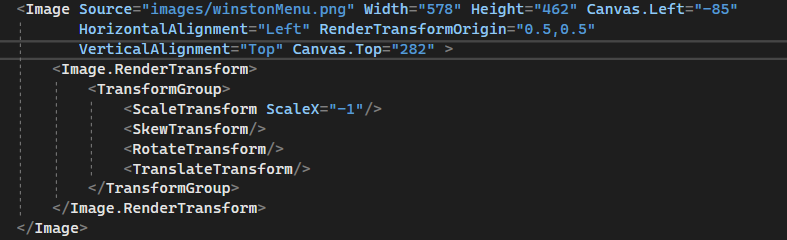 <Image Source="images/winstonMenu.png" Width="578" Height="462" Canvas.Left="-85"
HorizontalAlignment="Left" RenderTransformOrigin="0.5,0.5"
VerticalAlignment="Top" Canvas.Top="282" >
<Image.RenderTransform>
<TransformGroup>
<ScaleTransform ScaleX="-1"/>
<SkewTransform/>
<RotateTransform/>
<TranslateTransform/>
</TransformGroup>
</Image.RenderTransform>
</Image>